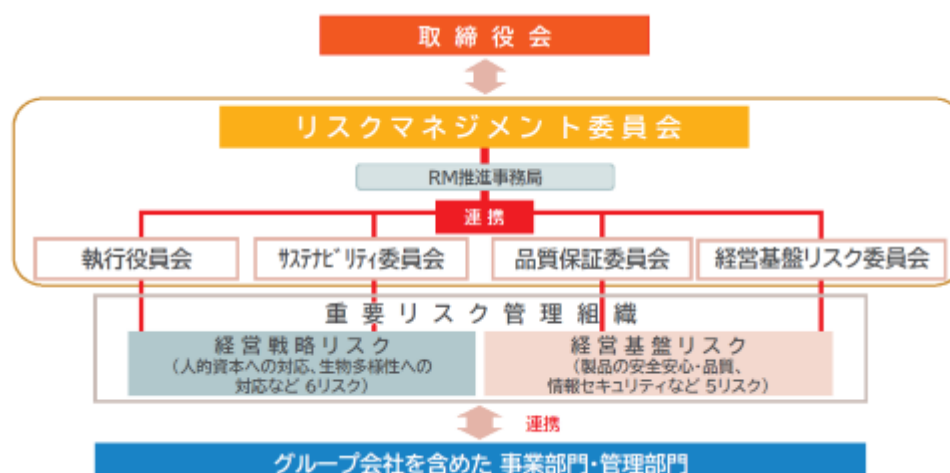 取締役会
リスクマネジメント委員会
RM推進事務局
連携
執行役員会
ｻｽﾃﾅﾋﾞﾘﾃｨ委員会
品質保証委員会
経営基盤リスク委員会
重要リスク管理組織
経営戦略リスク
(人的資本への対応、生物多様性への
対応など 6リスク)
経営基盤リスク
(製品の安全安心・品質、
情報セキュリティなど 5リスク)
連携
グループ会社を含めた 事業部門・管理部門